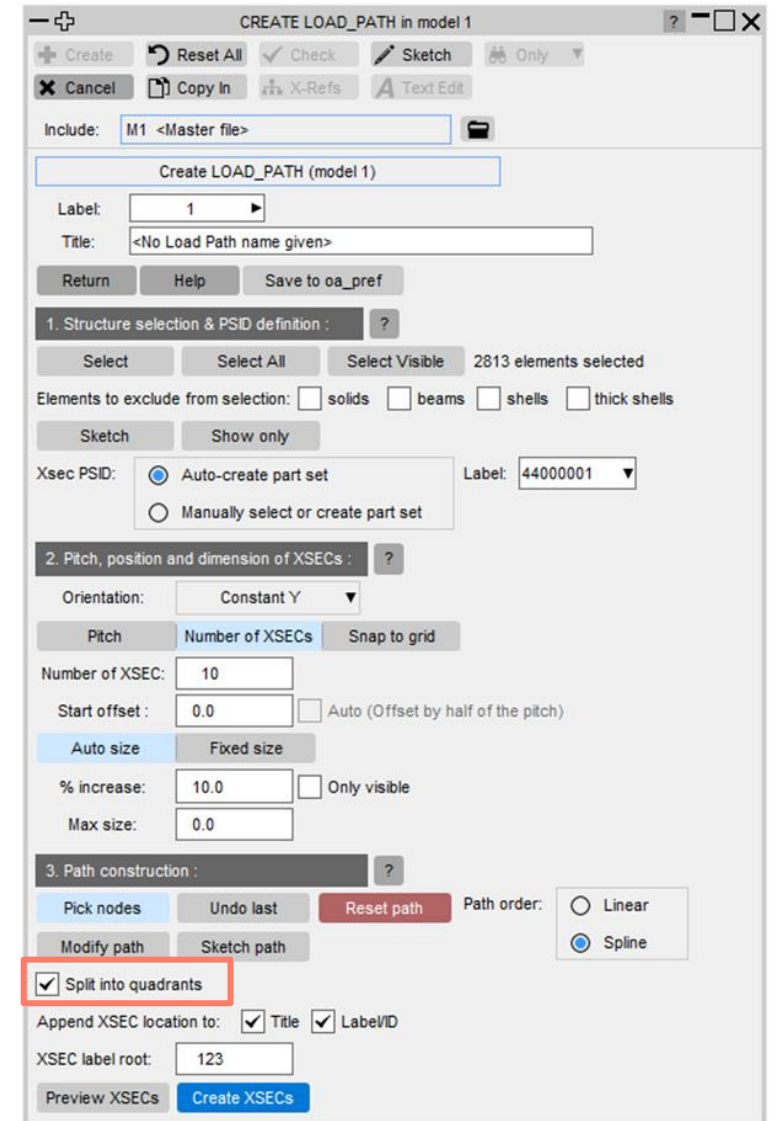 CREATE LOAD_PATH in model 1 ?
Create Reset All Check Sketch Only
Cancel Copy In X-Refs A Text Edit
Include: M1 <Master file>
Create LOAD_PATH (model 1)
Label: 1
Title: <No Load Path name given>
Return Help Save to oa_pref
1. Structure selection & PSID definition : ?
Select Select All Select Visible 2813 elements selected
Elements to exclude from selection: solids beams shells thick shells
Sketch Show only
Xsec PSID: Auto-create part set Label: 44000001
Manually select or create part set
2. Pitch, position and dimension of XSECs : ?
Orientation: Constant Y
Pitch Number of XSECs Snap to grid
Number of XSEC: 10
Start offset : 0.0 Auto (Offset by half of the pitch)
Auto size Fixed size
% increase: 10.0 Only visible
Max size: 0.0
3. Path construction : ?
Pick nodes Undo last Reset path Path order: Linear
Modify path Sketch path Spline
Split into quadrants
Append XSEC location to: Title Label/ID
XSEC label root: 123
Preview XSECs Create XSECs